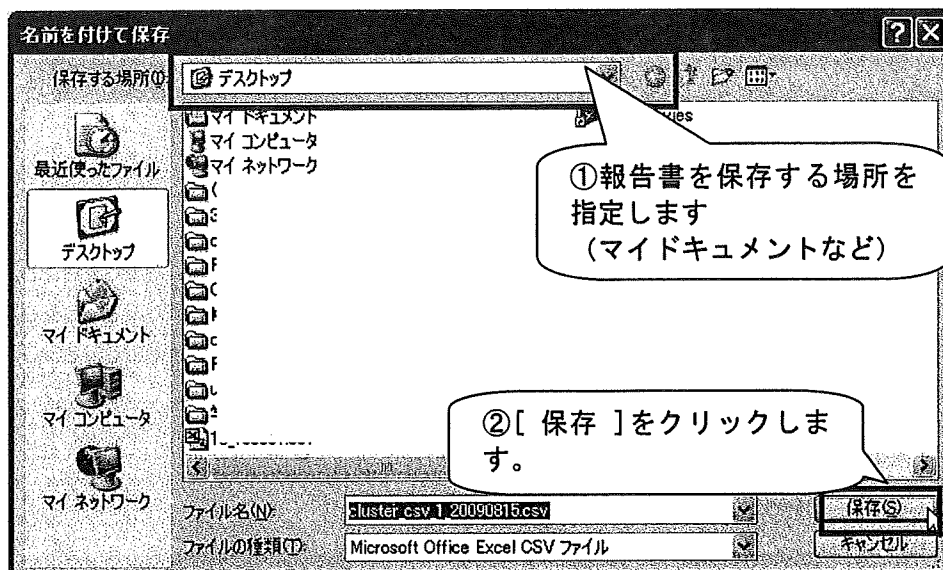 名前を付けて保存
保存する場所(I):
デスクトップ
マイ ドキュメント
マイ コンピュータ
マイ ネットワーク
①報告書を保存する場所を
指定します
(マイドキュメントなど)
最近使ったファイル
デスクトップ
マイ ドキュメント
マイ コンピュータ
マイ ネットワーク
②[ 保存 ]をクリックしま
す。
ファイル名(N):
cluster_csv_1_20090815.csv
保存(S)
ファイルの種類(T):
Microsoft Office Excel CSV ファイル
キャンセル